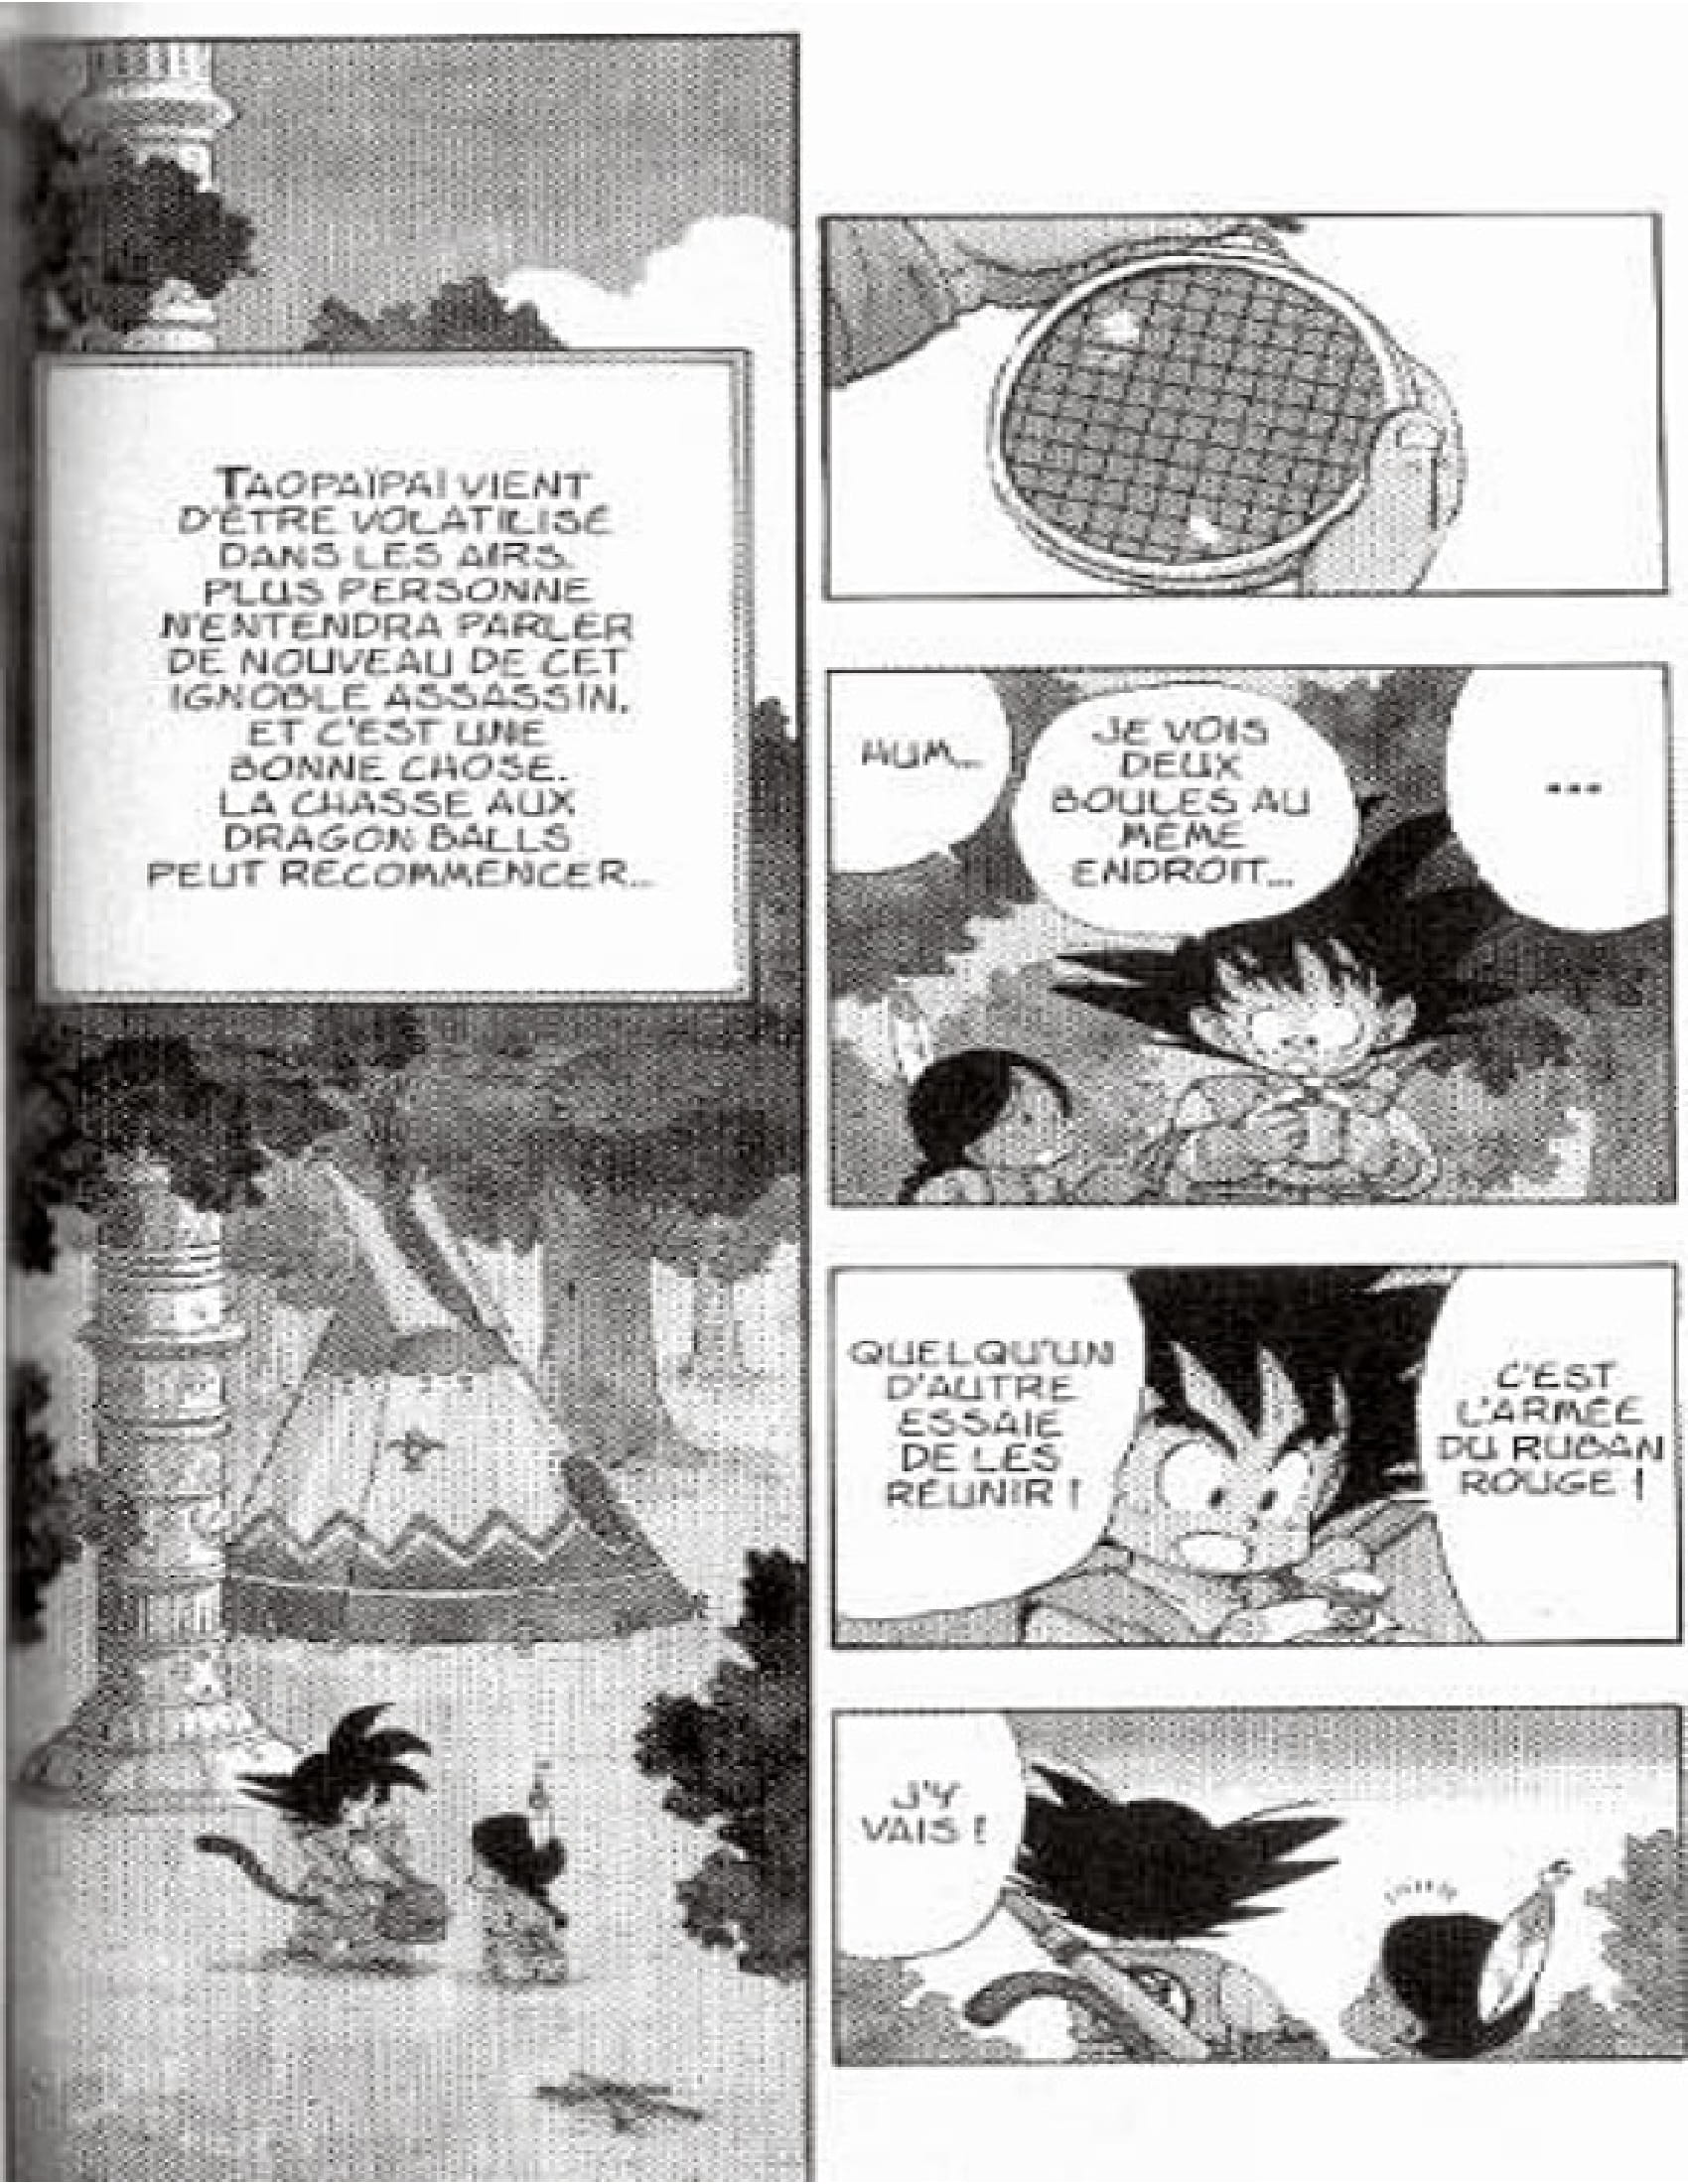 TAOPAÏPAÏ VIENT
D'ÊTRE VOLATILISÉ
DANS LES AIRS.
PLUS PERSONNE
N'ENTENDRA PARLER
DE NOUVEAU DE CET
IGNOBLE ASSASSIN.
ET C'EST UNE
BONNE CHOSE.
LA CHASSE AUX
DRAGON BALLS
PEUT RECOMMENCER...
HUM...
JE VOIS
DEUX
BOULES AU
MÊME
ENDROIT...
...
QUELQU'UN
D'AUTRE
ESSAIE
DE LES
RÉUNIR !
C'EST
L'ARMÉE
DU RUBAN
ROUGE !
J'Y
VAIS !